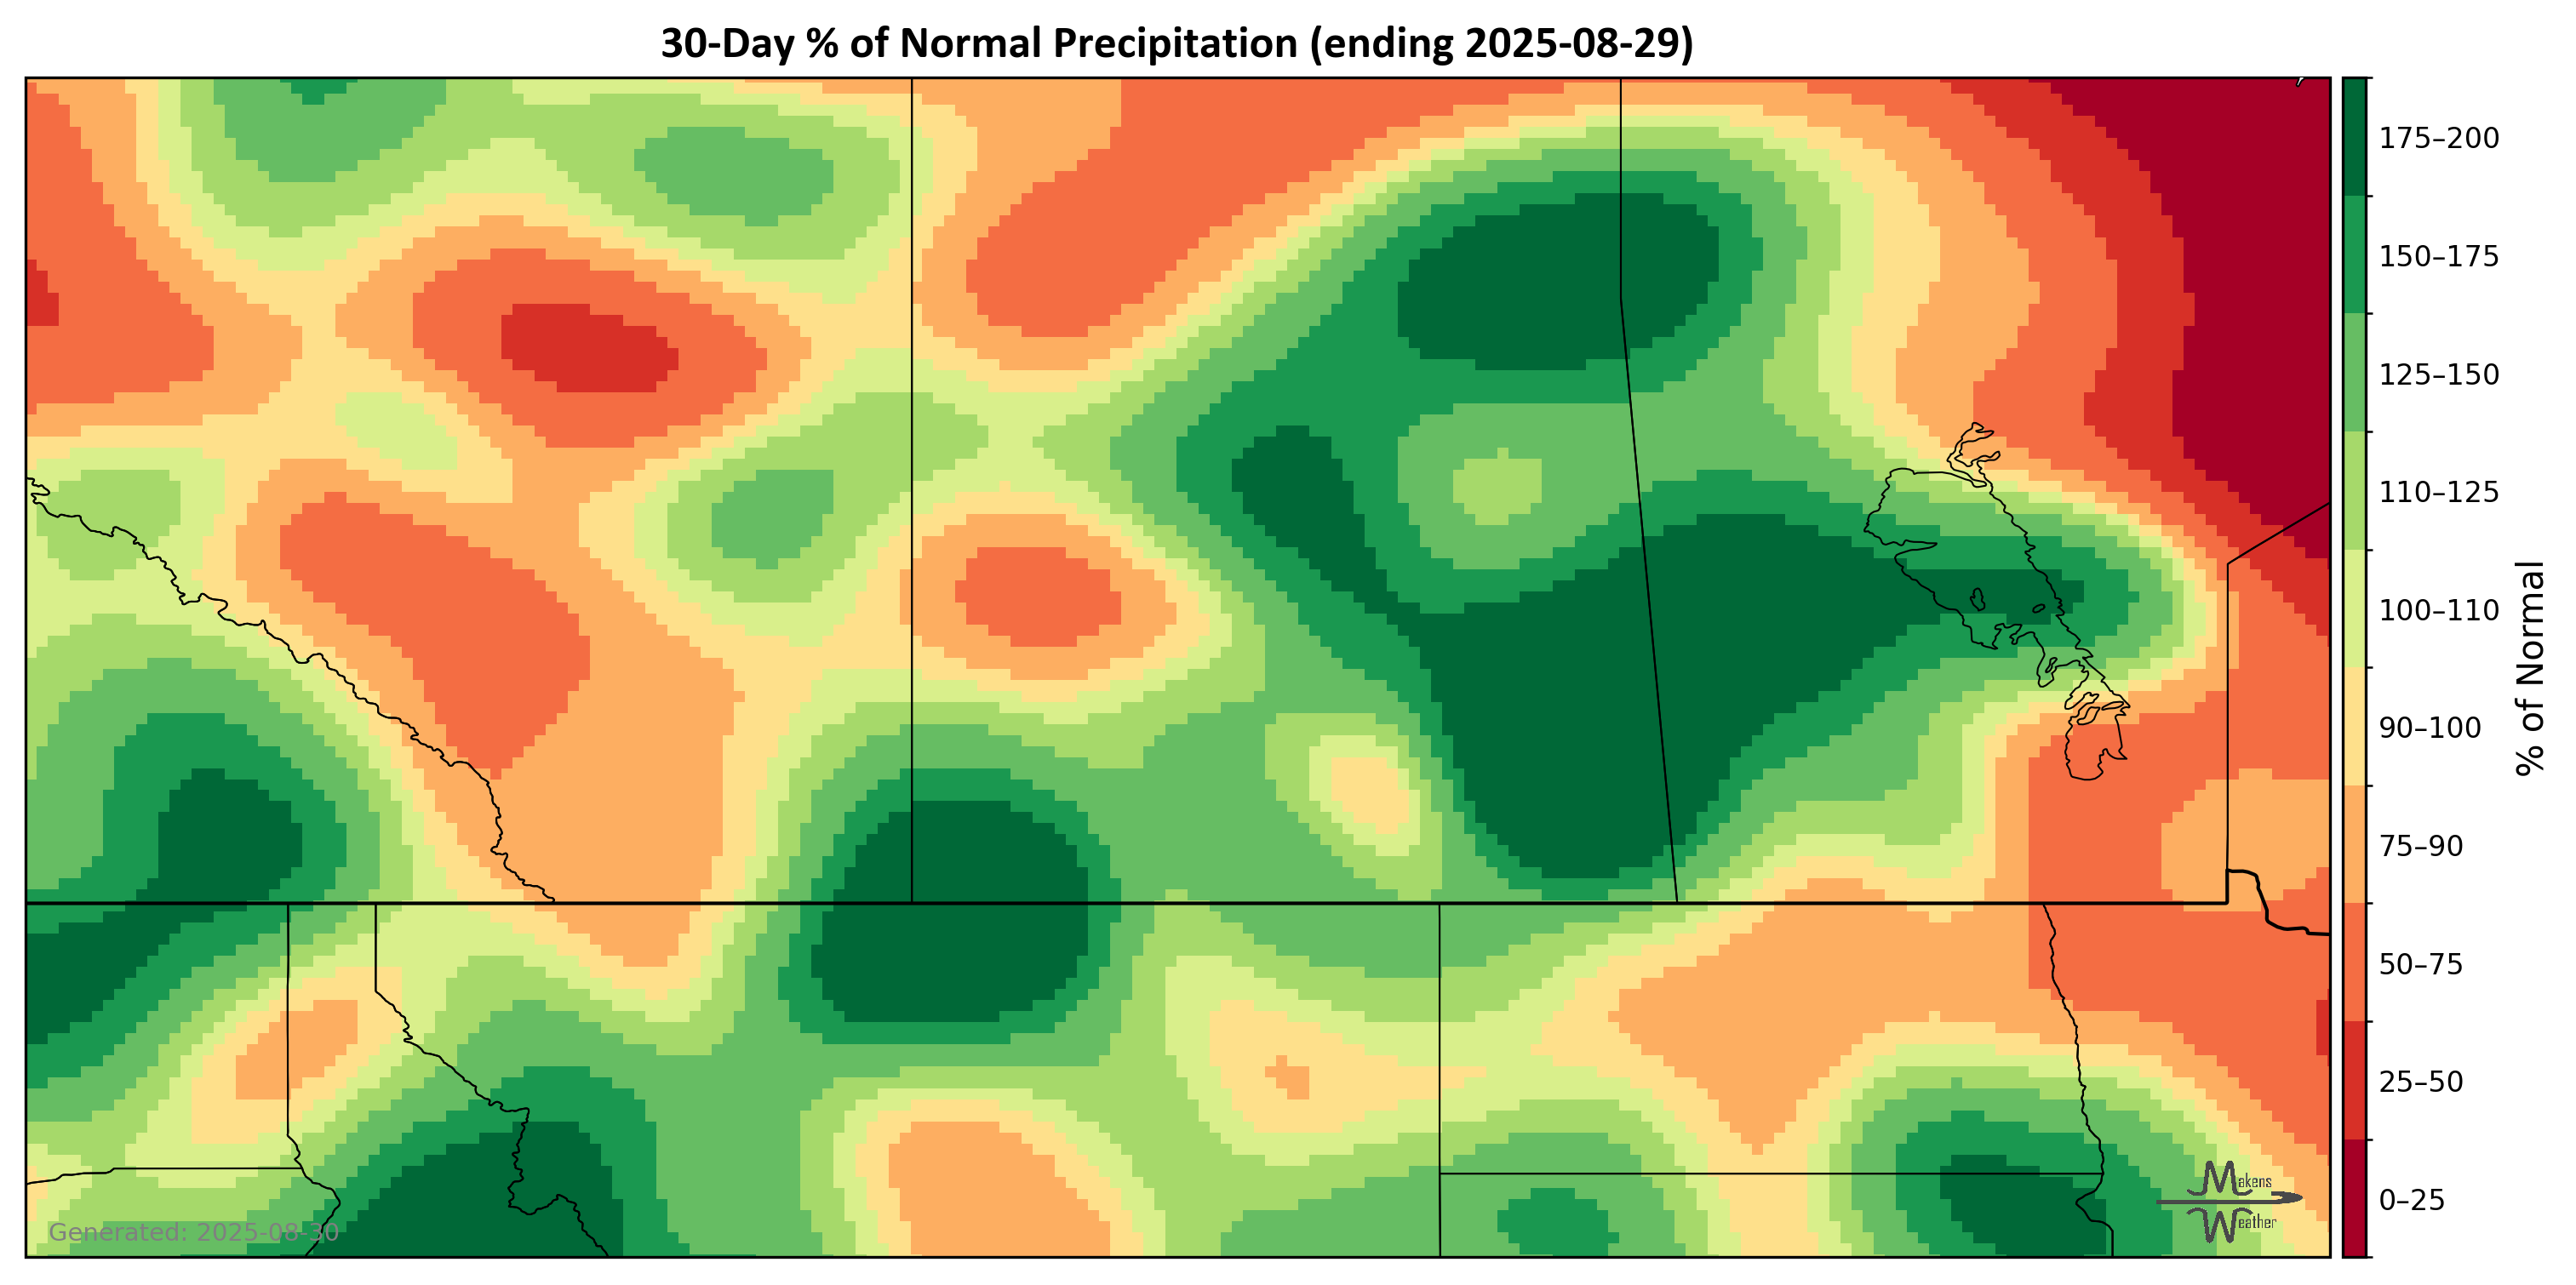 30-Day % of Normal Precipitation (ending 2025-08-29)
175–200
150–175
125–150
110–125
100–110
90–100
75–90
50–75
25–50
0–25
% of Normal
Generated: 2025-08-30
Makens
Weather